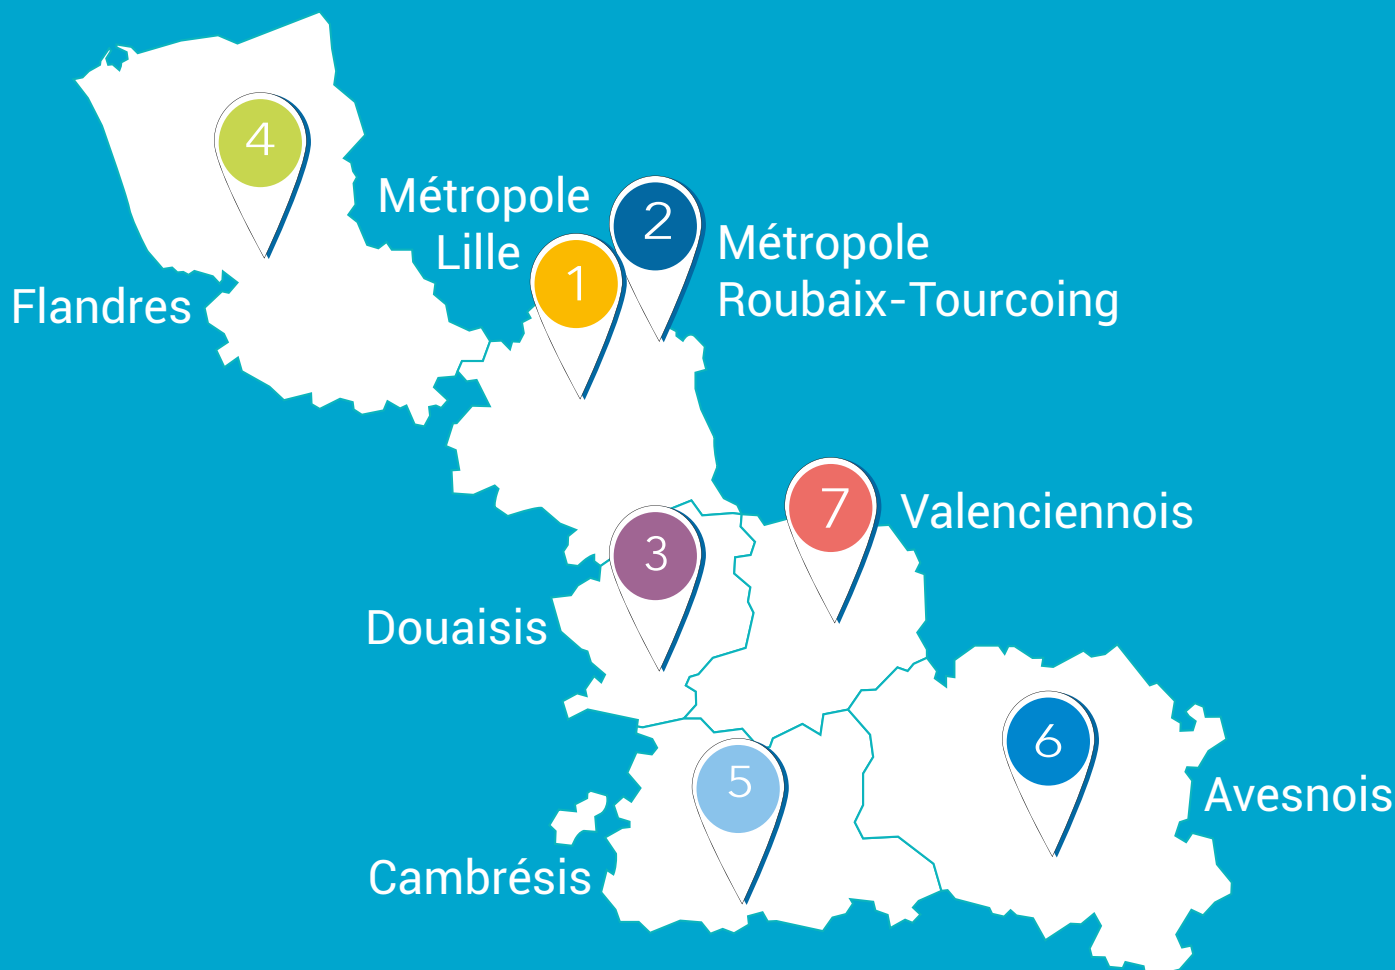 4
Métropole
Lille
2
Métropole
Roubaix-Tourcoing
1
Flandres
7
Valenciennois
3
Douaisis
6
Avesnois
5
Cambrésis